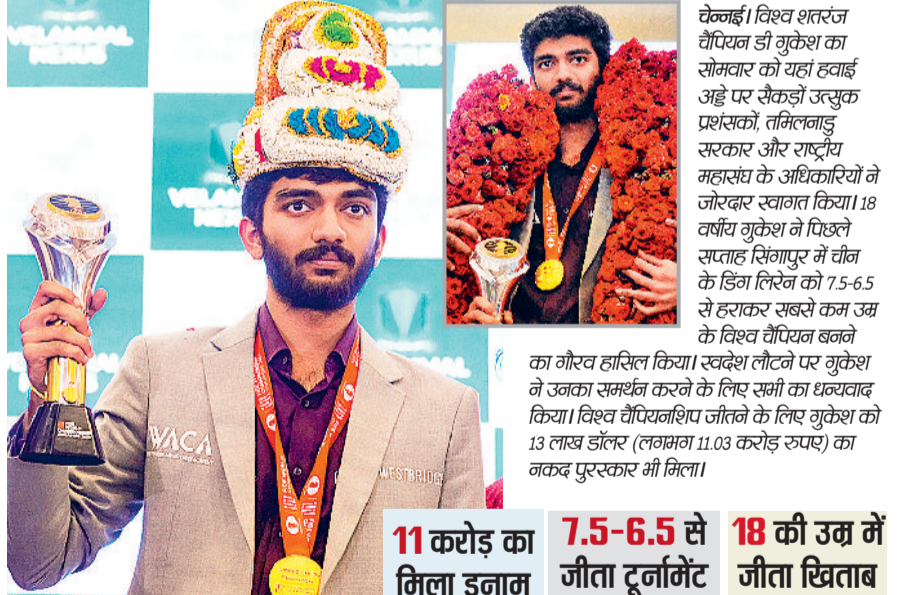 VELAMMAL
NEXUS
चेन्नई। विश्व शतरंज
चैंपियन डी गुकेश का
सोमवार को यहां हवाई
अड्डे पर सैकड़ों उत्सुक
प्रशंसकों, तमिलनाडु
सरकार और राष्ट्रीय
महासंघ के अधिकारियों ने
जोरदार स्वागत किया। 18
वर्षीय गुकेश ने पिछले
सप्ताह सिंगापुर में चीन
के डिंग लिरेन को 7.5-6.5
से हराकर सबसे कम उम्र
के विश्व चैंपियन बनने
का गौरव हासिल किया। स्वदेश लौटने पर गुकेश
ने उनका समर्थन करने के लिए सभी का धन्यवाद
किया। विश्व चैंपियनशिप जीतने के लिए गुकेश को
13 लाख डॉलर (लगभग 11.03 करोड़ रुपए) का
नकद पुरस्कार भी मिला।
WACA
WESTBRIDG
11 करोड़ का
मिला इनाम
7.5-6.5 से
जीता टूर्नामेंट
18 की उम्र में
जीता खिताब